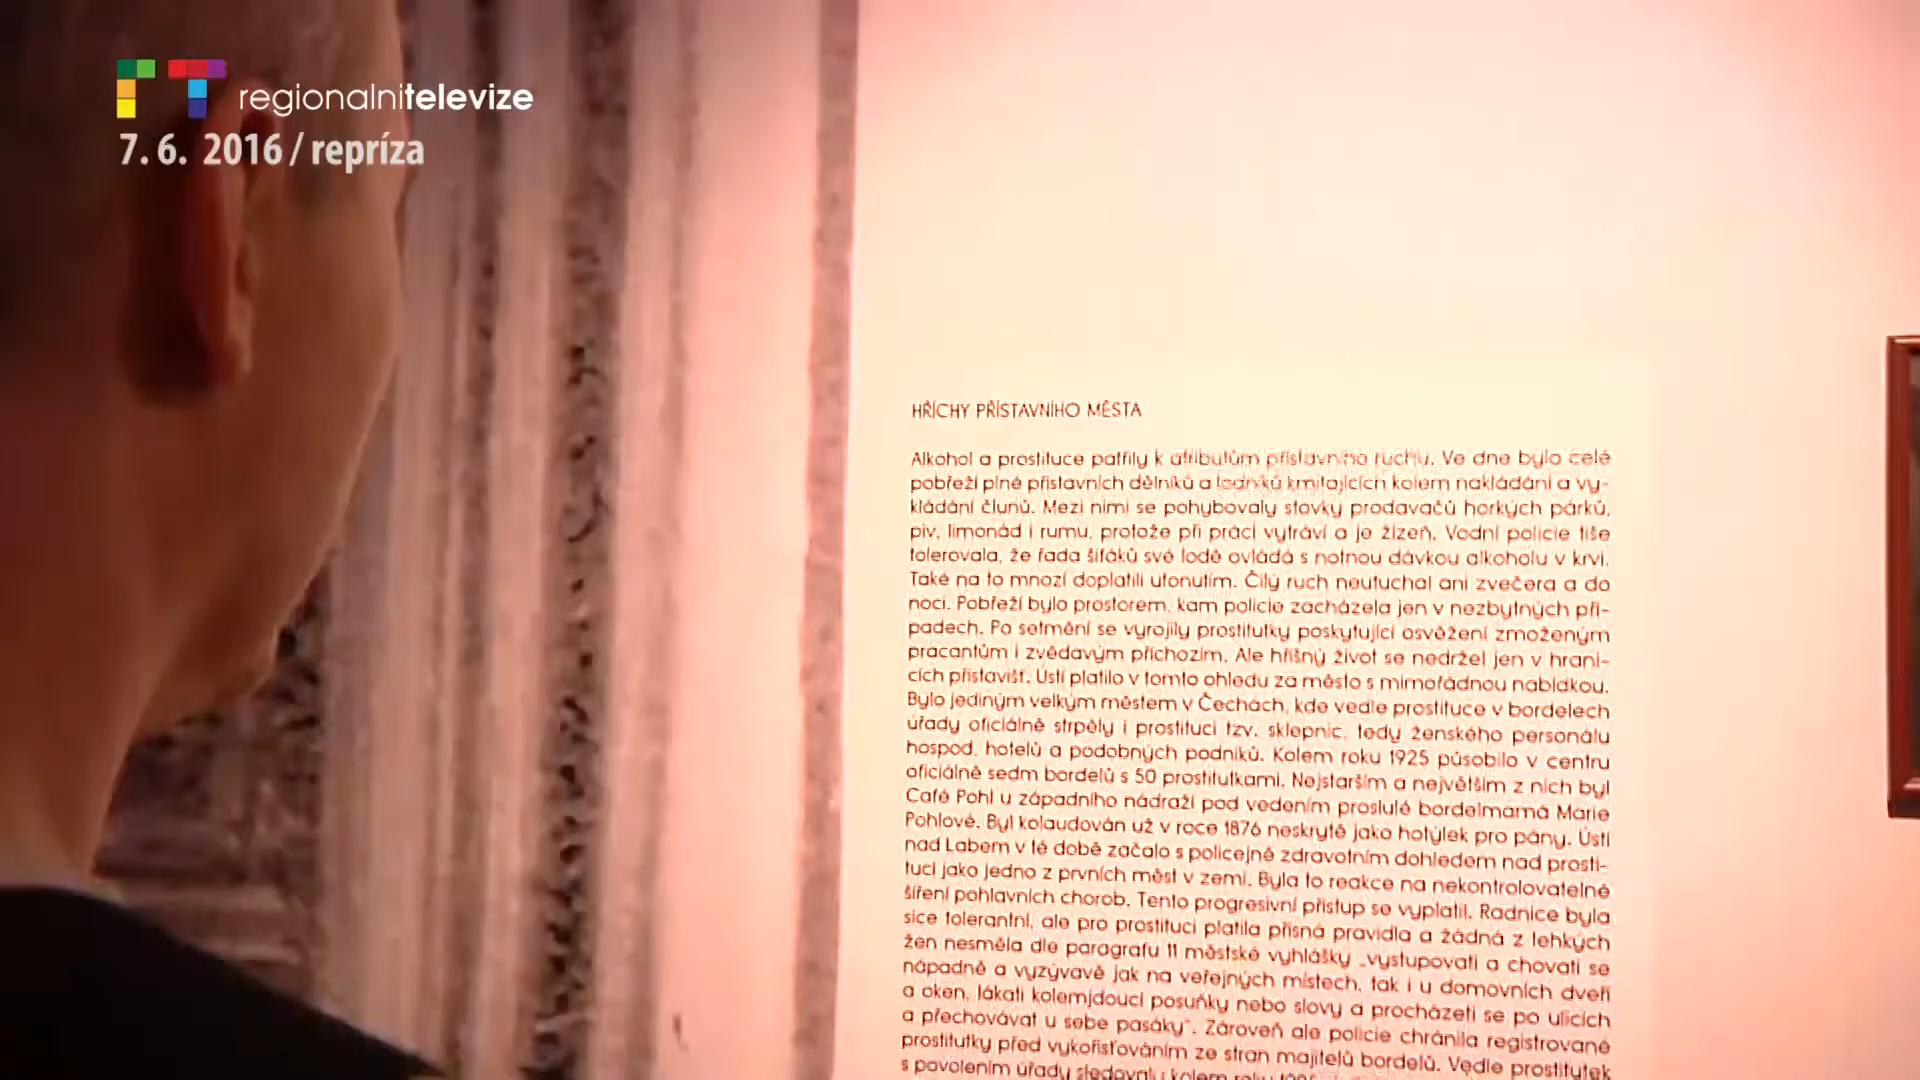 regionalnitelevize
7. 6. 2016 / repríza
HŘÍCHY PŘÍSTAVNÍHO MĚSTA
Alkohol a prostituce patřily k atributům přístavního ruchu. Ve dne bylo celé
pobřeží plné přístavních dělníků a lodníků kmitajících kolem nakládání a vy-
kládání člunů. Mezi nimi se pohybovaly stovky prodavačů horkých párků,
piv, limonád i rumu, protože při práci vytráví a je žízeň. Vodní policie tiše
tolerovala, že řada šífáků své lodě ovládá s notnou dávkou alkoholu v krvi.
Také na to mnozí doplatili utonutím. Čilý ruch neutuchal ani zvečera a do
noci. Pobřeží bylo prostorem, kam policie zacházela jen v nezbytných pří-
padech. Po setmění se vyrojily prostitutky poskytující osvěžení zmoženým
pracantům i zvědavým příchozím. Ale hříšný život se nedržel jen v hrani-
cích přístavišť. Ústí platilo v tomto ohledu za město s mimořádnou nabídkou.
Bylo jediným velkým městem v Čechách, kde vedle prostituce v bordelech
úřady oficiálně strpěly i prostituci tzv. sklepnic, tedy ženského personálu
hospod, hotelů a podobných podniků. Kolem roku 1925 působilo v centru
oficiálně sedm bordelů s 50 prostitutkami. Nejstarším a největším z nich byl
Café Pohl u západního nádraží pod vedením proslulé bordelmamá Marie
Pohlové. Byl kolaudován už v roce 1876 neskrytě jako hotýlek pro pány. Ústí
nad Labem v té době začalo s policejně zdravotním dohledem nad prosti-
tucí jako jedno z prvních měst v zemi. Byla to reakce na nekontrolovatelné
šíření pohlavních chorob. Tento progresivní přístup se vyplatil. Radnice byla
sice tolerantní, ale pro prostituci platila přísná pravidla a žádná z lehkých
žen nesměla dle paragrafu 11 městské vyhlášky „vystupovati a chovati se
nápadně a vyzývavě jak na veřejných místech, tak i u domovních dveří
a oken, lákati kolemjdoucí posuňky nebo slovy a procházeti se po ulicích
a přechovávat u sebe pasáky“. Zároveň ale policie chránila registrované
prostitutky před vykořisťováním ze stran majitelů bordelů. Vedle prostitutek
s povolením úřady sledovaly kolem roku